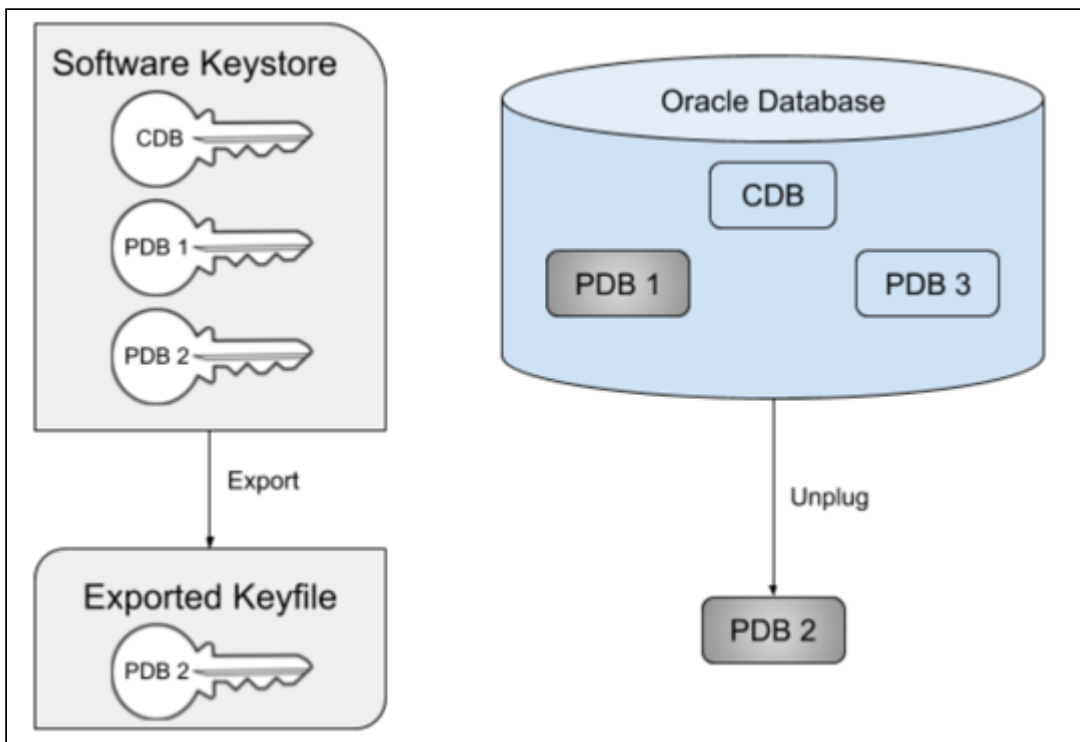 Software Keystore
CDB
PDB 1
PDB 2
Export
Exported Keyfile
PDB 2
Oracle Database
CDB
PDB 1
PDB 3
Unplug
PDB 2